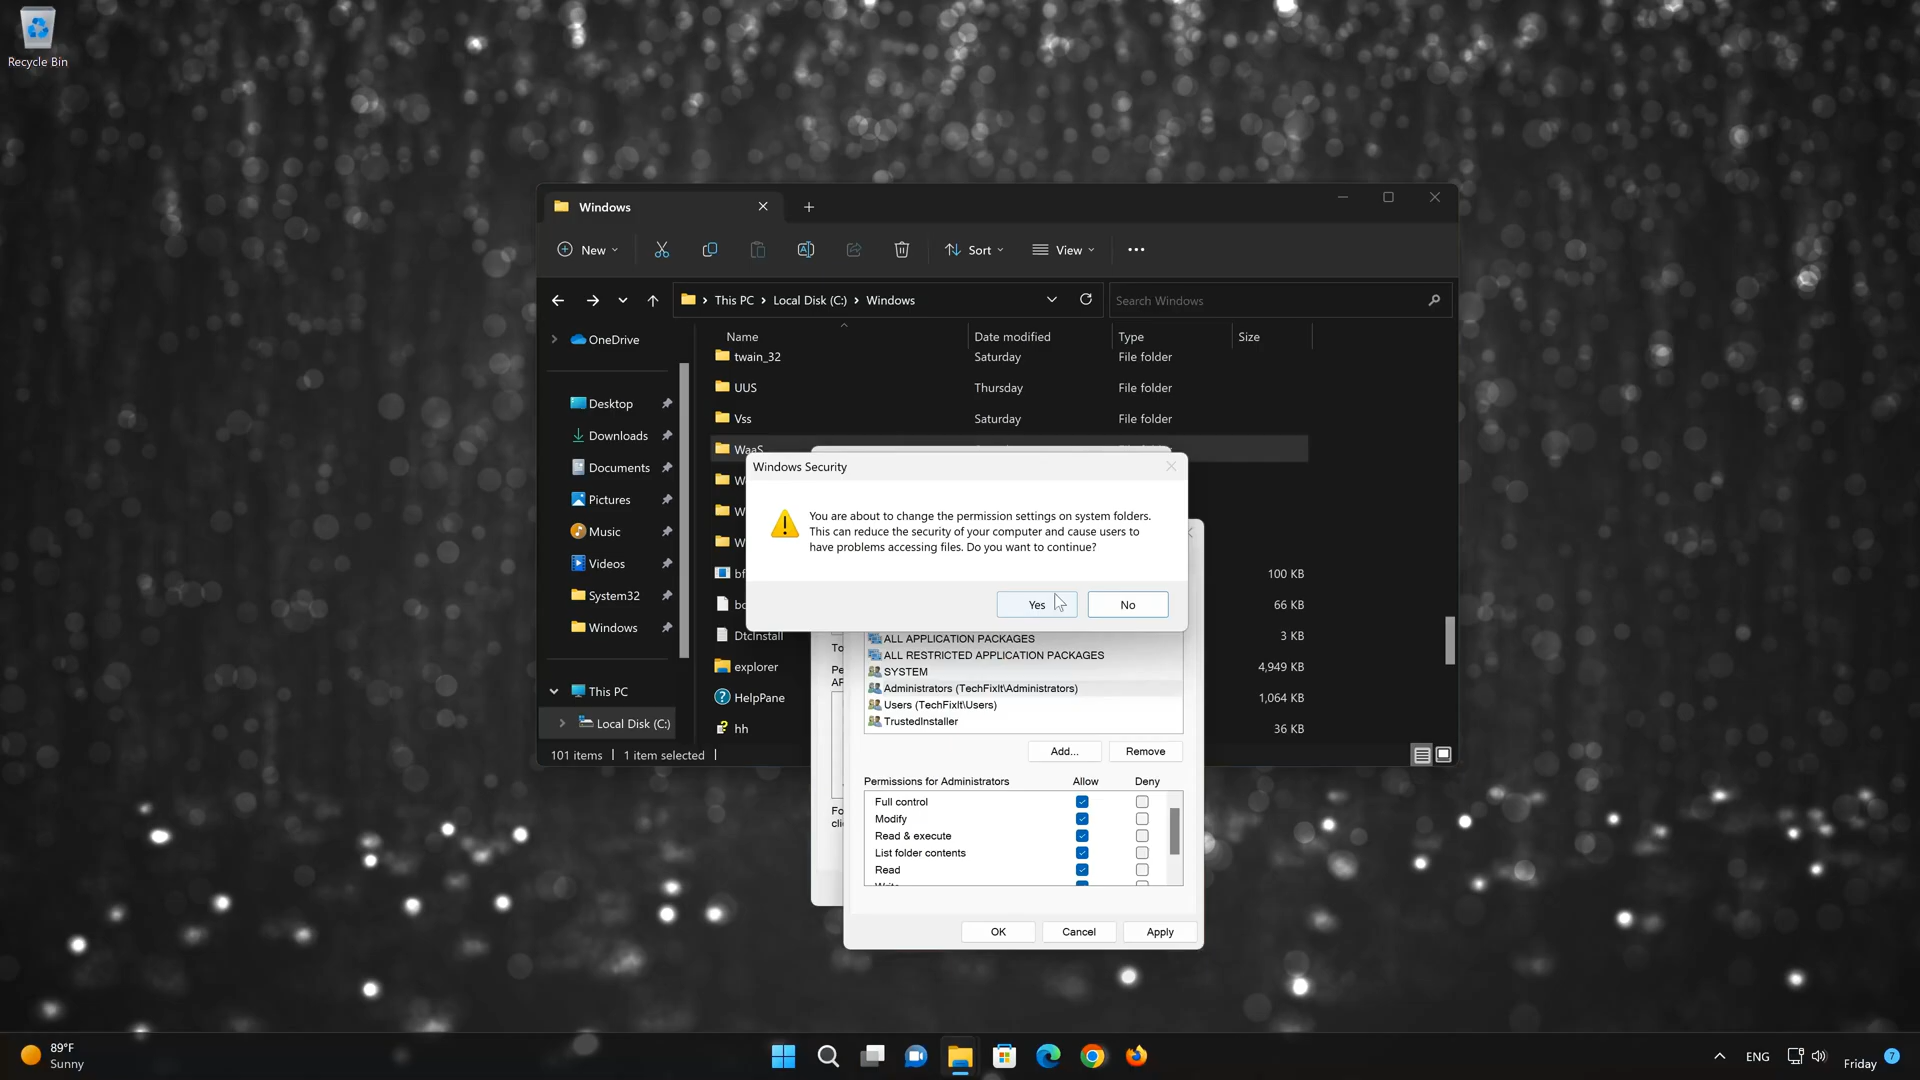 Recycle Bin
Windows
New
Sort
View
This PC
Local Disk (C:)
Windows
Search Windows
OneDrive
Desktop
Downloads
Documents
Pictures
Music
Videos
System32
Windows
This PC
Local Disk (C:)
Name
Date modified
Type
Size
twain_32
Saturday
File folder
UUS
Thursday
File folder
Vss
Saturday
File folder
WaaS
Windows Security
You are about to change the permission settings on system folders.
This can reduce the security of your computer and cause users to
have problems accessing files. Do you want to continue?
Yes
No
100 KB
66 KB
DtcInstall
3 KB
explorer
4,949 KB
HelpPane
1,064 KB
hh
36 KB
101 items
1 item selected
ALL APPLICATION PACKAGES
ALL RESTRICTED APPLICATION PACKAGES
SYSTEM
Administrators (TechFixIt\Administrators)
Users (TechFixIt\Users)
TrustedInstaller
Add...
Remove
Permissions for Administrators
Allow
Deny
Full control
Modify
Read & execute
List folder contents
Read
OK
Cancel
Apply
89°F
Sunny
ENG
Friday
7